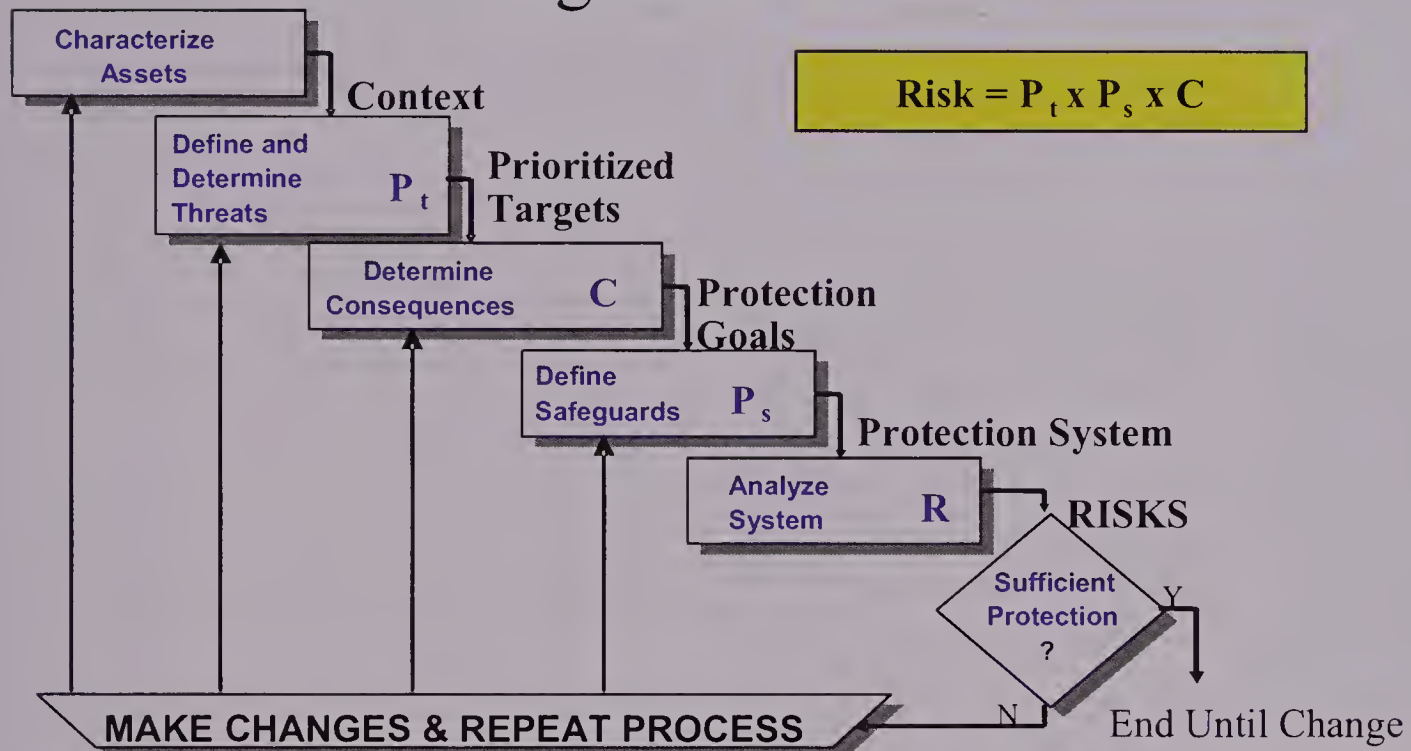 Characterize
Assets
Risk = Pt x Ps x C
Context
Define and
Determine
Threats
Pt
Prioritized
Targets
Determine
Consequences
C
Protection
Goals
Define
Safeguards
Ps
Protection System
Analyze
System
R
RISKS
Sufficient
Protection
?
Y
N
End Until Change
MAKE CHANGES & REPEAT PROCESS